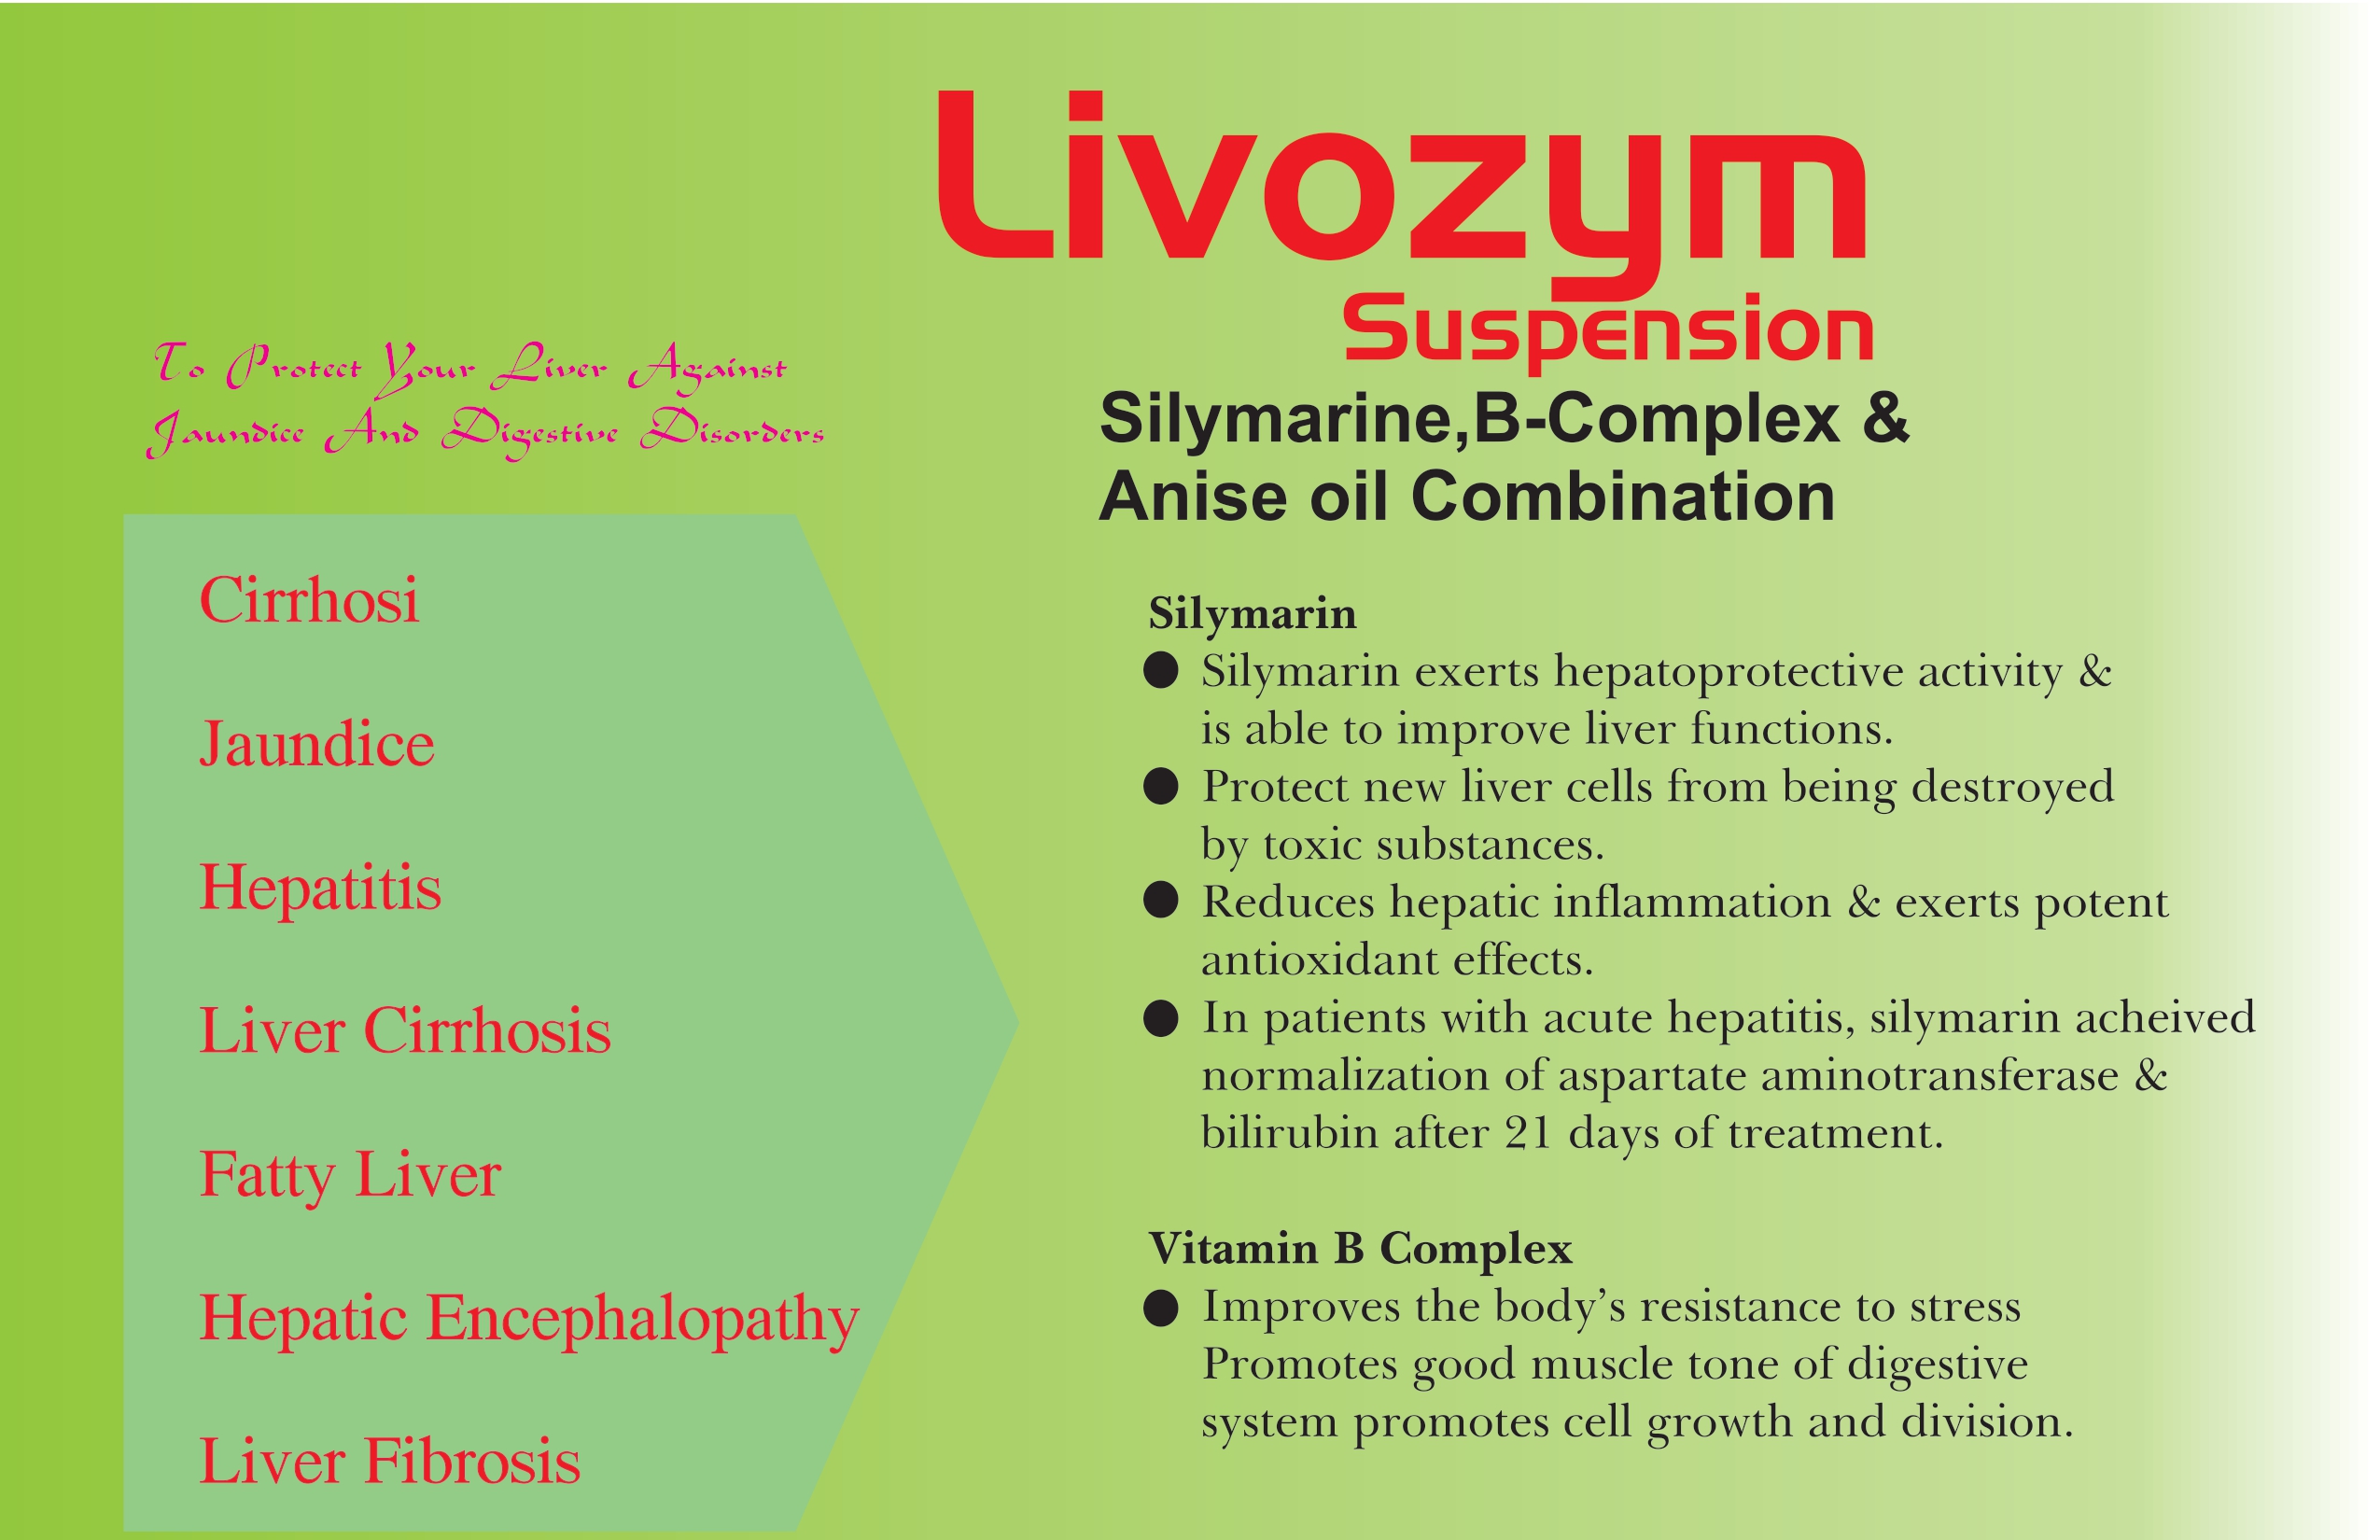 Livozym
Suspension
Silymarine,B-Complex &
Anise oil Combination
To Protect Your Liver Against
Jaundice And Digestive Disorders
Cirrhosi
Jaundice
Hepatitis
Liver Cirrhosis
Fatty Liver
Hepatic Encephalopathy
Liver Fibrosis
Silymarin
● Silymarin exerts hepatoprotective activity &
is able to improve liver functions.
● Protect new liver cells from being destroyed
by toxic substances.
● Reduces hepatic inflammation & exerts potent
antioxidant effects.
● In patients with acute hepatitis, silymarin acheived
normalization of aspartate aminotransferase &
bilirubin after 21 days of treatment.
Vitamin B Complex
● Improves the body’s resistance to stress
Promotes good muscle tone of digestive
system promotes cell growth and division.